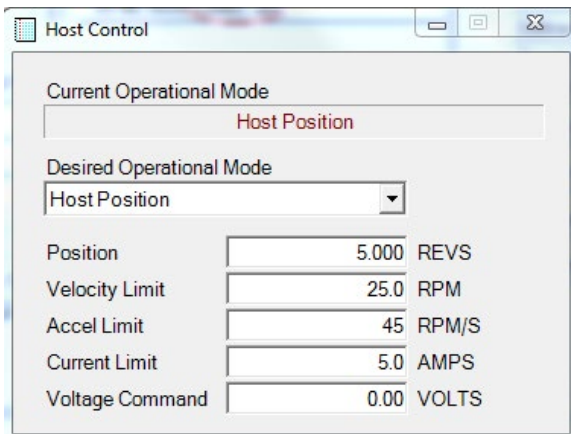 Host Control
Current Operational Mode
Host Position
Desired Operational Mode
Host Position
Position 5.000 REVS
Velocity Limit 25.0 RPM
Accel Limit 45 RPM/S
Current Limit 5.0 AMPS
Voltage Command 0.00 VOLTS